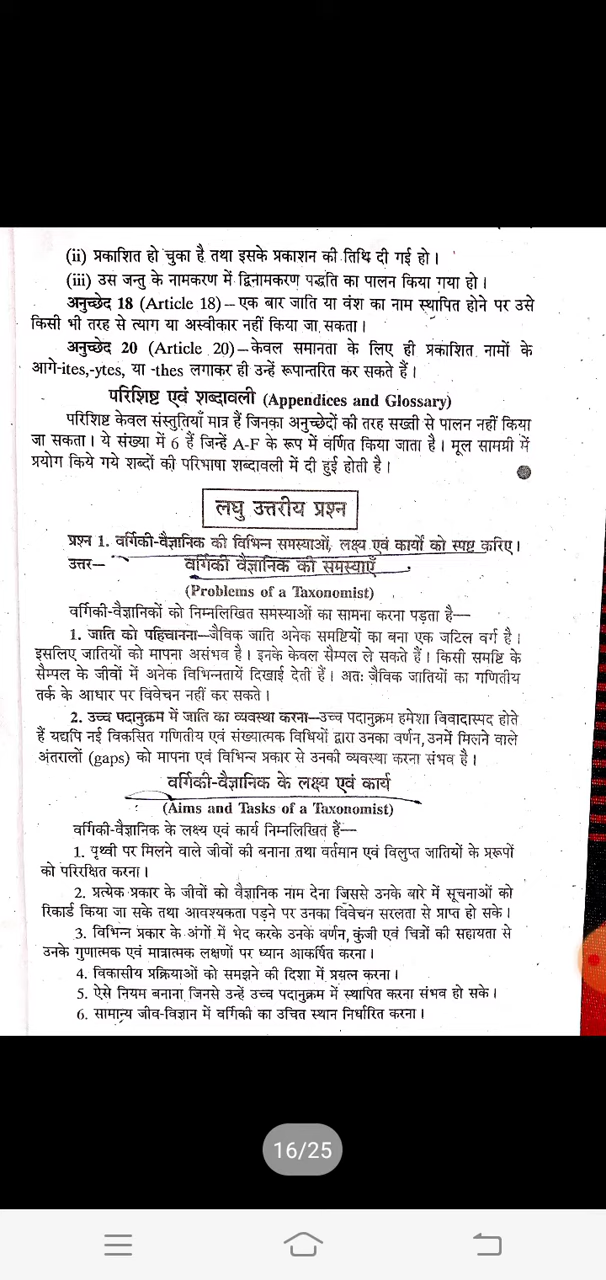 (ii) प्रकाशित हो चुका है तथा इसके प्रकाशन की तिथि दी गई हो।
(iii) उस जन्तु के नामकरण में द्विनामकरण पद्धति का पालन किया गया हो।
अनुच्छेद 18 (Article 18)–एक बार जाति या वंश का नाम स्थापित होने पर उसे
किसी भी तरह से त्याग या अस्वीकार नहीं किया जा सकता।
अनुच्छेद 20 (Article 20)–केवल समानता के लिए ही प्रकाशित नामों के
आगे-ites,-ytes, या -thes लगाकर ही उन्हें रूपान्तरित कर सकते हैं।
परिशिष्ट एवं शब्दावली (Appendices and Glossary)
परिशिष्ट केवल संस्तुतियाँ मात्र हैं जिनका अनुच्छेदों की तरह सख्ती से पालन नहीं किया
जा सकता। ये संख्या में 6 हैं जिन्हें A-F के रूप में वर्णित किया जाता है। मूल सामग्री में
प्रयोग किये गये शब्दों की परिभाषा शब्दावली में दी हुई होती है।
लघु उत्तरीय प्रश्न
प्रश्न 1. वर्गिकी-वैज्ञानिक की विभिन्न समस्याओं, लक्ष्य एवं कार्यों को स्पष्ट करिए।
उत्तर– वर्गिकी वैज्ञानिक की समस्याएँ
(Problems of a Taxonomist)
वर्गिकी-वैज्ञानिकों को निम्नलिखित समस्याओं का सामना करना पड़ता है—
1. जाति को पहिचानना–जैविक जाति अनेक समष्टियों का बना एक जटिल वर्ग है।
इसलिए जातियों को मापना असंभव है। इनके केवल सैम्पल ले सकते हैं। किसी समष्टि के
सैम्पल के जीवों में अनेक विभिन्नतायें दिखाई देती हैं। अतः जैविक जातियों का गणितीय
तर्क के आधार पर विवेचन नहीं कर सकते।
2. उच्च पदानुक्रम में जाति का व्यवस्था करना–उच्च पदानुक्रम हमेशा विवादास्पद होते
हैं यद्यपि नई विकसित गणितीय एवं संख्यात्मक विधियों द्वारा उनका वर्णन, उनमें मिलने वाले
अंतरालों (gaps) को मापना एवं विभिन्न प्रकार से उनकी व्यवस्था करना संभव है।
वर्गिकी-वैज्ञानिक के लक्ष्य एवं कार्य
(Aims and Tasks of a Taxonomist)
वर्गिकी-वैज्ञानिक के लक्ष्य एवं कार्य निम्नलिखित हैं—
1. पृथ्वी पर मिलने वाले जीवों की बनाना तथा वर्तमान एवं विलुप्त जातियों के प्ररूपों
को परिरक्षित करना।
2. प्रत्येक प्रकार के जीवों को वैज्ञानिक नाम देना जिससे उनके बारे में सूचनाओं को
रिकार्ड किया जा सके तथा आवश्यकता पड़ने पर उनका विवेचन सरलता से प्राप्त हो सके।
3. विभिन्न प्रकार के अंगों में भेद करके उनके वर्णन, कुंजी एवं चित्रों की सहायता से
उनके गुणात्मक एवं मात्रात्मक लक्षणों पर ध्यान आकर्पित करना।
4. विकासीय प्रक्रियाओं को समझने की दिशा में प्रयत्न करना।
5. ऐसे नियम बनाना जिनसे उन्हें उच्च पदानुक्रम में स्थापित करना संभव हो सके।
6. सामान्य जीव-विज्ञान में वर्गिकी का उचित स्थान निर्धारित करना।
16/25